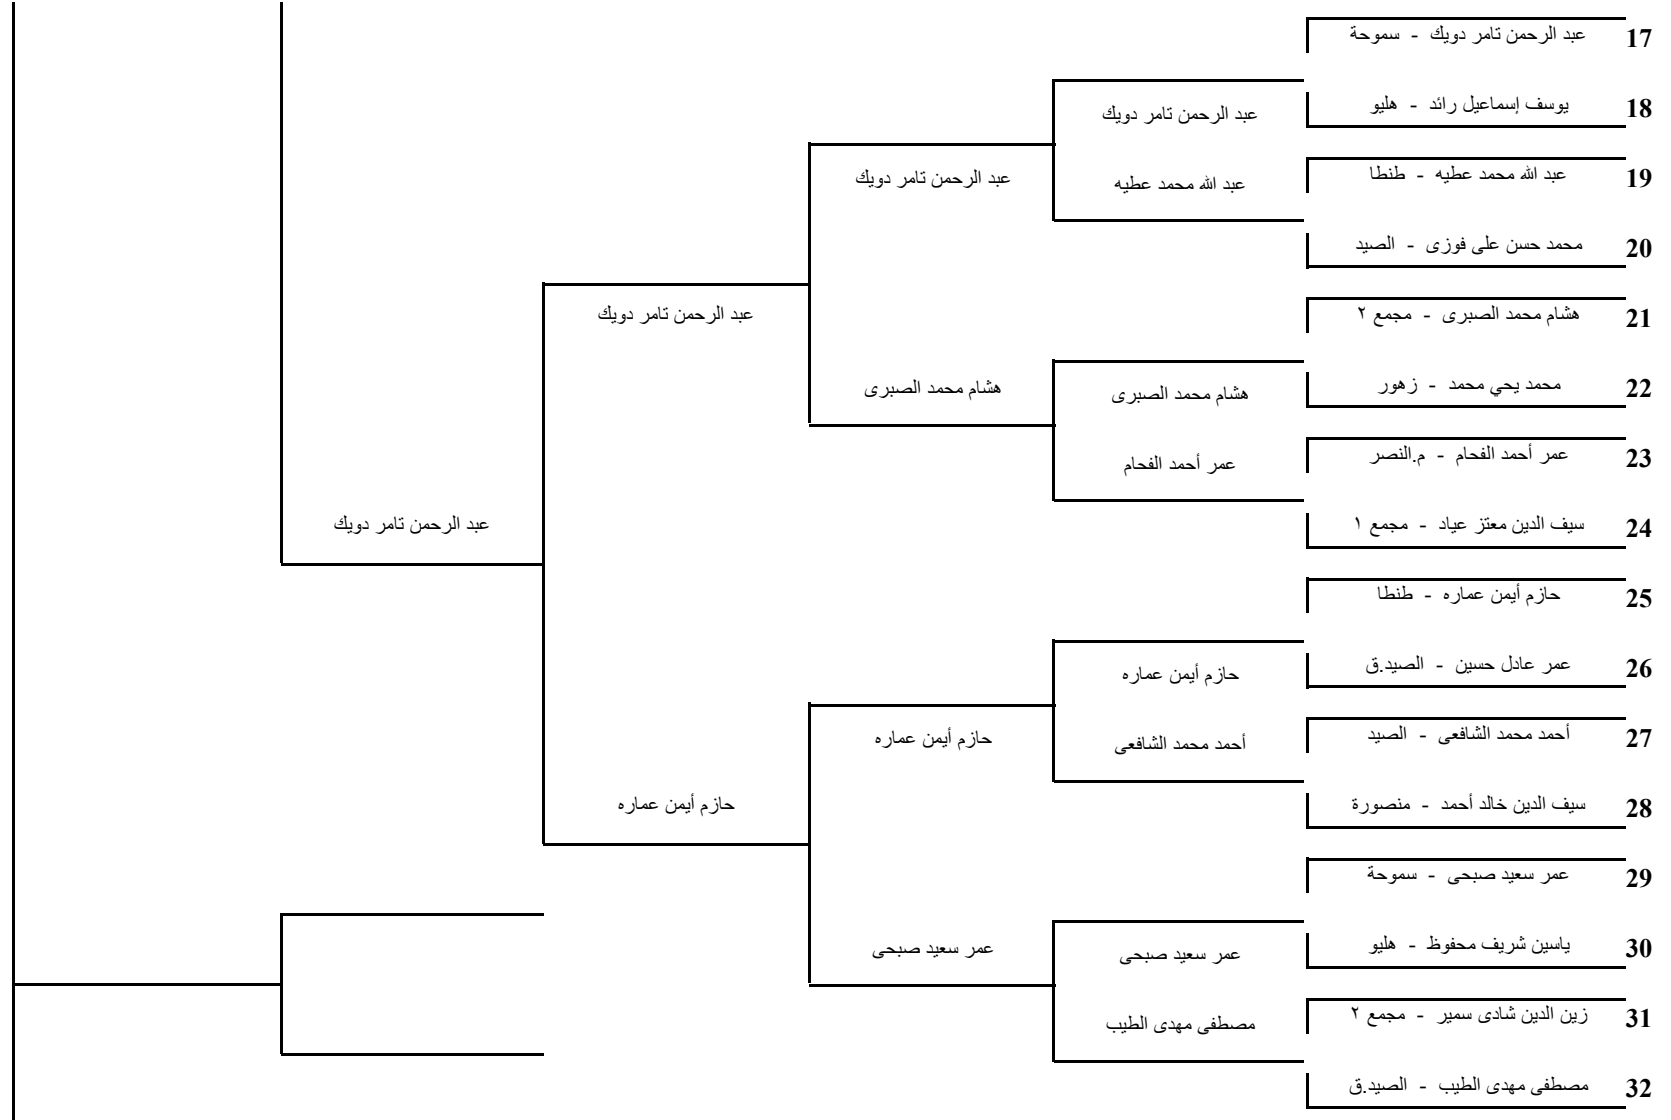 17 عبد الرحمن تامر دويك - سموحة
18 يوسف إسماعيل رائد - هليو
عبد الرحمن تامر دويك
19 عبد الله محمد عطيه - طنطا
عبد الرحمن تامر دويك
عبد الله محمد عطيه
20 محمد حسن على فوزى - الصيد
21 هشام محمد الصبرى - مجمع ٢
عبد الرحمن تامر دويك
22 محمد يحي محمد - زهور
هشام محمد الصبرى
هشام محمد الصبرى
23 عمر أحمد الفحام - م.النصر
عمر أحمد الفحام
24 سيف الدين معتز عياد - مجمع ١
عبد الرحمن تامر دويك
25 حازم أيمن عماره - طنطا
26 عمر عادل حسين - الصيد.ق
حازم أيمن عماره
27 أحمد محمد الشافعى - الصيد
حازم أيمن عماره
أحمد محمد الشافعى
28 سيف الدين خالد أحمد - منصورة
حازم أيمن عماره
29 عمر سعيد صبحى - سموحة
30 ياسين شريف محفوظ - هليو
عمر سعيد صبحى
عمر سعيد صبحى
31 زين الدين شادى سمير - مجمع ٢
مصطفى مهدى الطيب
32 مصطفى مهدى الطيب - الصيد.ق